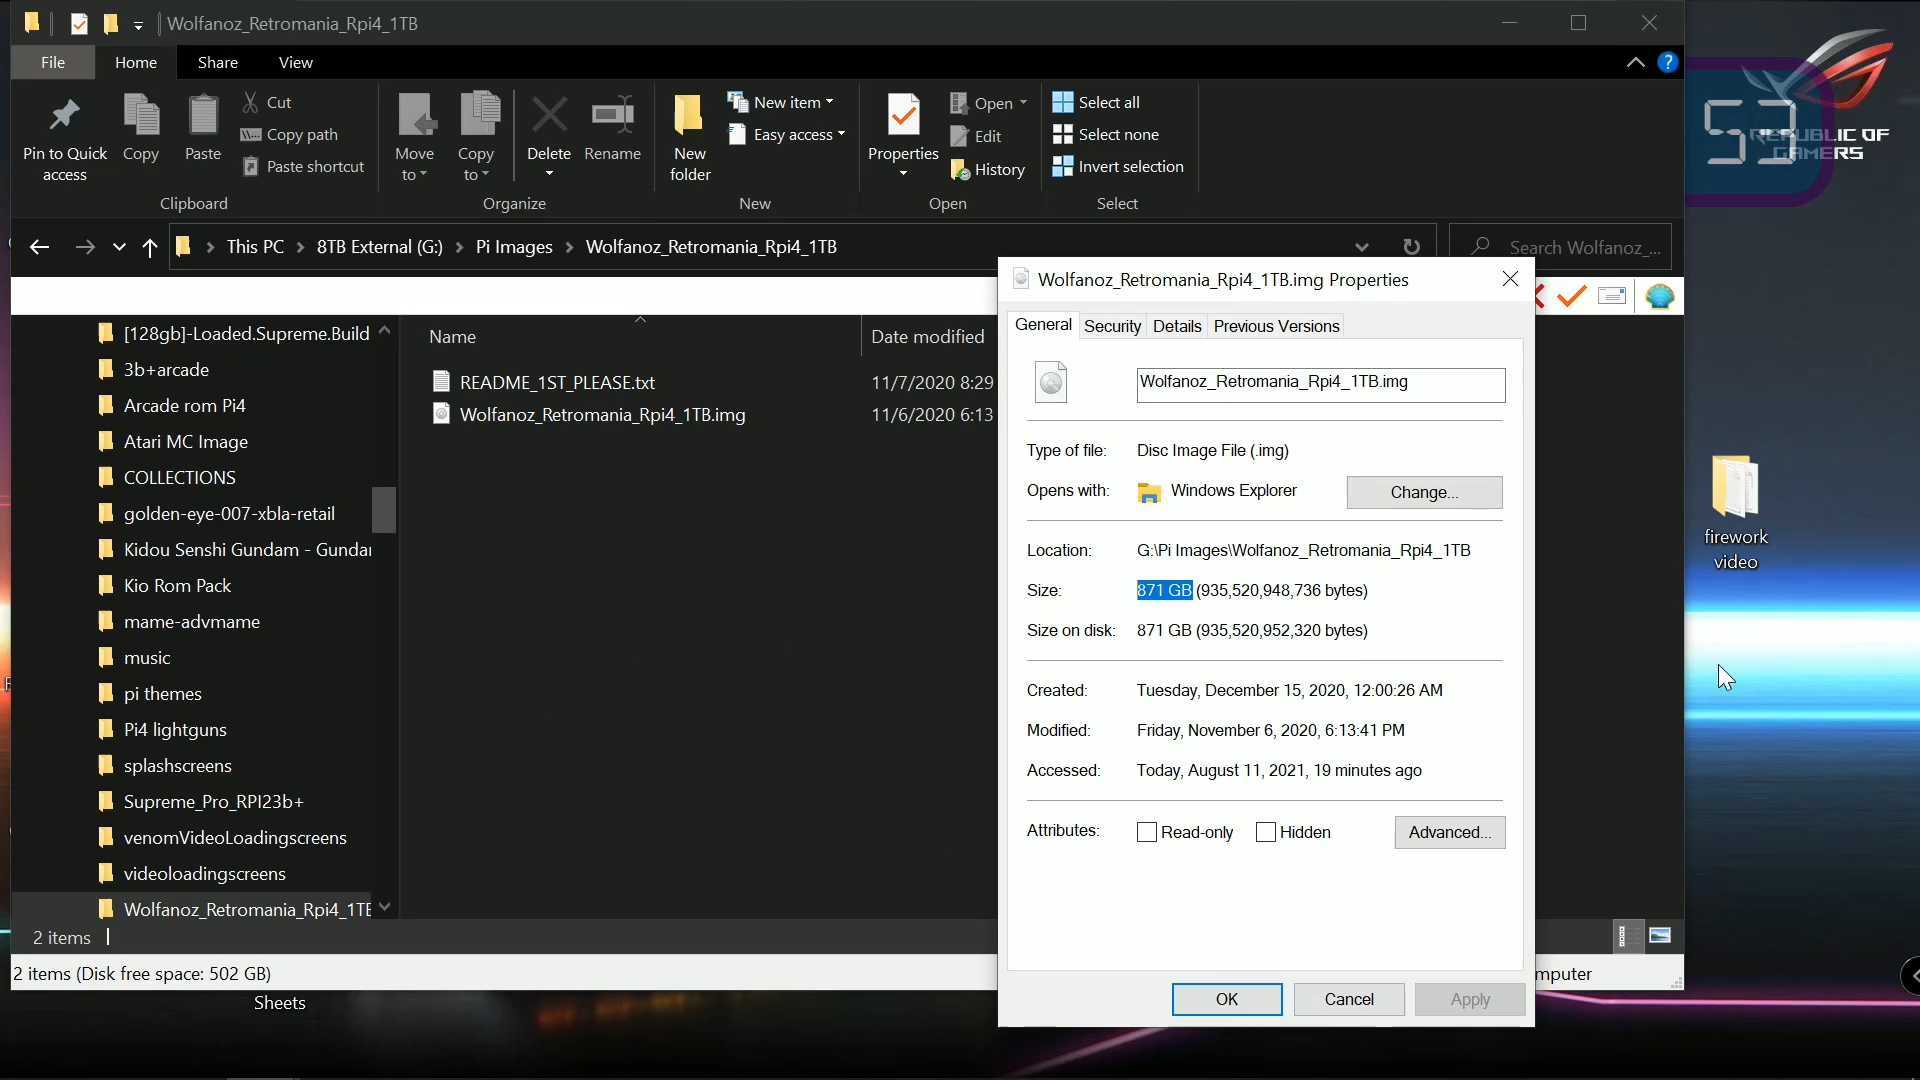 Wolfanoz_Retromania_Rpi4_1TB
File
Home
Share
View
?
Pin to Quick access
Copy
Paste
Cut
Copy path
Paste shortcut
Clipboard
Move to
Copy to
Delete
Rename
Organize
New folder
New item
Easy access
New
Properties
Open
Edit
History
Open
Select all
Select none
Invert selection
Select
53
REPUBLIC OF
GAMERS
This PC
8TB External (G:)
Pi Images
Wolfanoz_Retromania_Rpi4_1TB
Search Wolfanoz_...
[128gb]-Loaded.Supreme.Build
3b+arcade
Arcade rom Pi4
Atari MC Image
COLLECTIONS
golden-eye-007-xbla-retail
Kidou Senshi Gundam - Gundar
Kio Rom Pack
mame-advmame
music
pi themes
Pi4 lightguns
splashscreens
Supreme_Pro_RPI23b+
venomVideoLoadingscreens
videoloadingscreens
Wolfanoz_Retromania_Rpi4_1TE
Name
Date modified
README_1ST_PLEASE.txt
11/7/2020 8:29
Wolfanoz_Retromania_Rpi4_1TB.img
11/6/2020 6:13
Wolfanoz_Retromania_Rpi4_1TB.img Properties
General
Security
Details
Previous Versions
Wolfanoz_Retromania_Rpi4_1TB.img
Type of file: Disc Image File (.img)
Opens with: Windows Explorer
Change...
Location: G:\Pi Images\Wolfanoz_Retromania_Rpi4_1TB
Size: 871 GB (935,520,948,736 bytes)
Size on disk: 871 GB (935,520,952,320 bytes)
Created: Tuesday, December 15, 2020, 12:00:26 AM
Modified: Friday, November 6, 2020, 6:13:41 PM
Accessed: Today, August 11, 2021, 19 minutes ago
Attributes: Read-only Hidden
Advanced...
OK
Cancel
Apply
firework
video
2 items
2 items (Disk free space: 502 GB)
mputer
Sheets